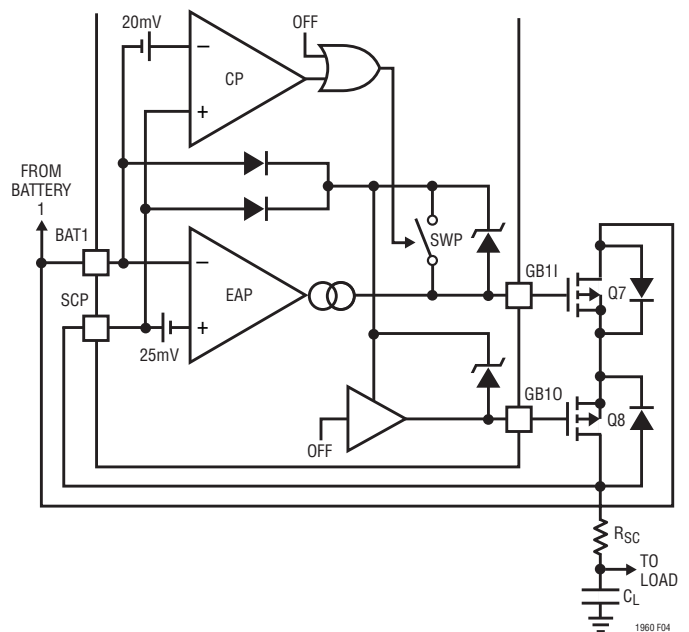 20mV
OFF
−
CP
+
FROM
BATTERY
1
BAT1
SWP
−
GB1I
EAP
Q7
SCP
+
25mV
GB1O
Q8
OFF
RSC
TO
LOAD
CL
1960 F04